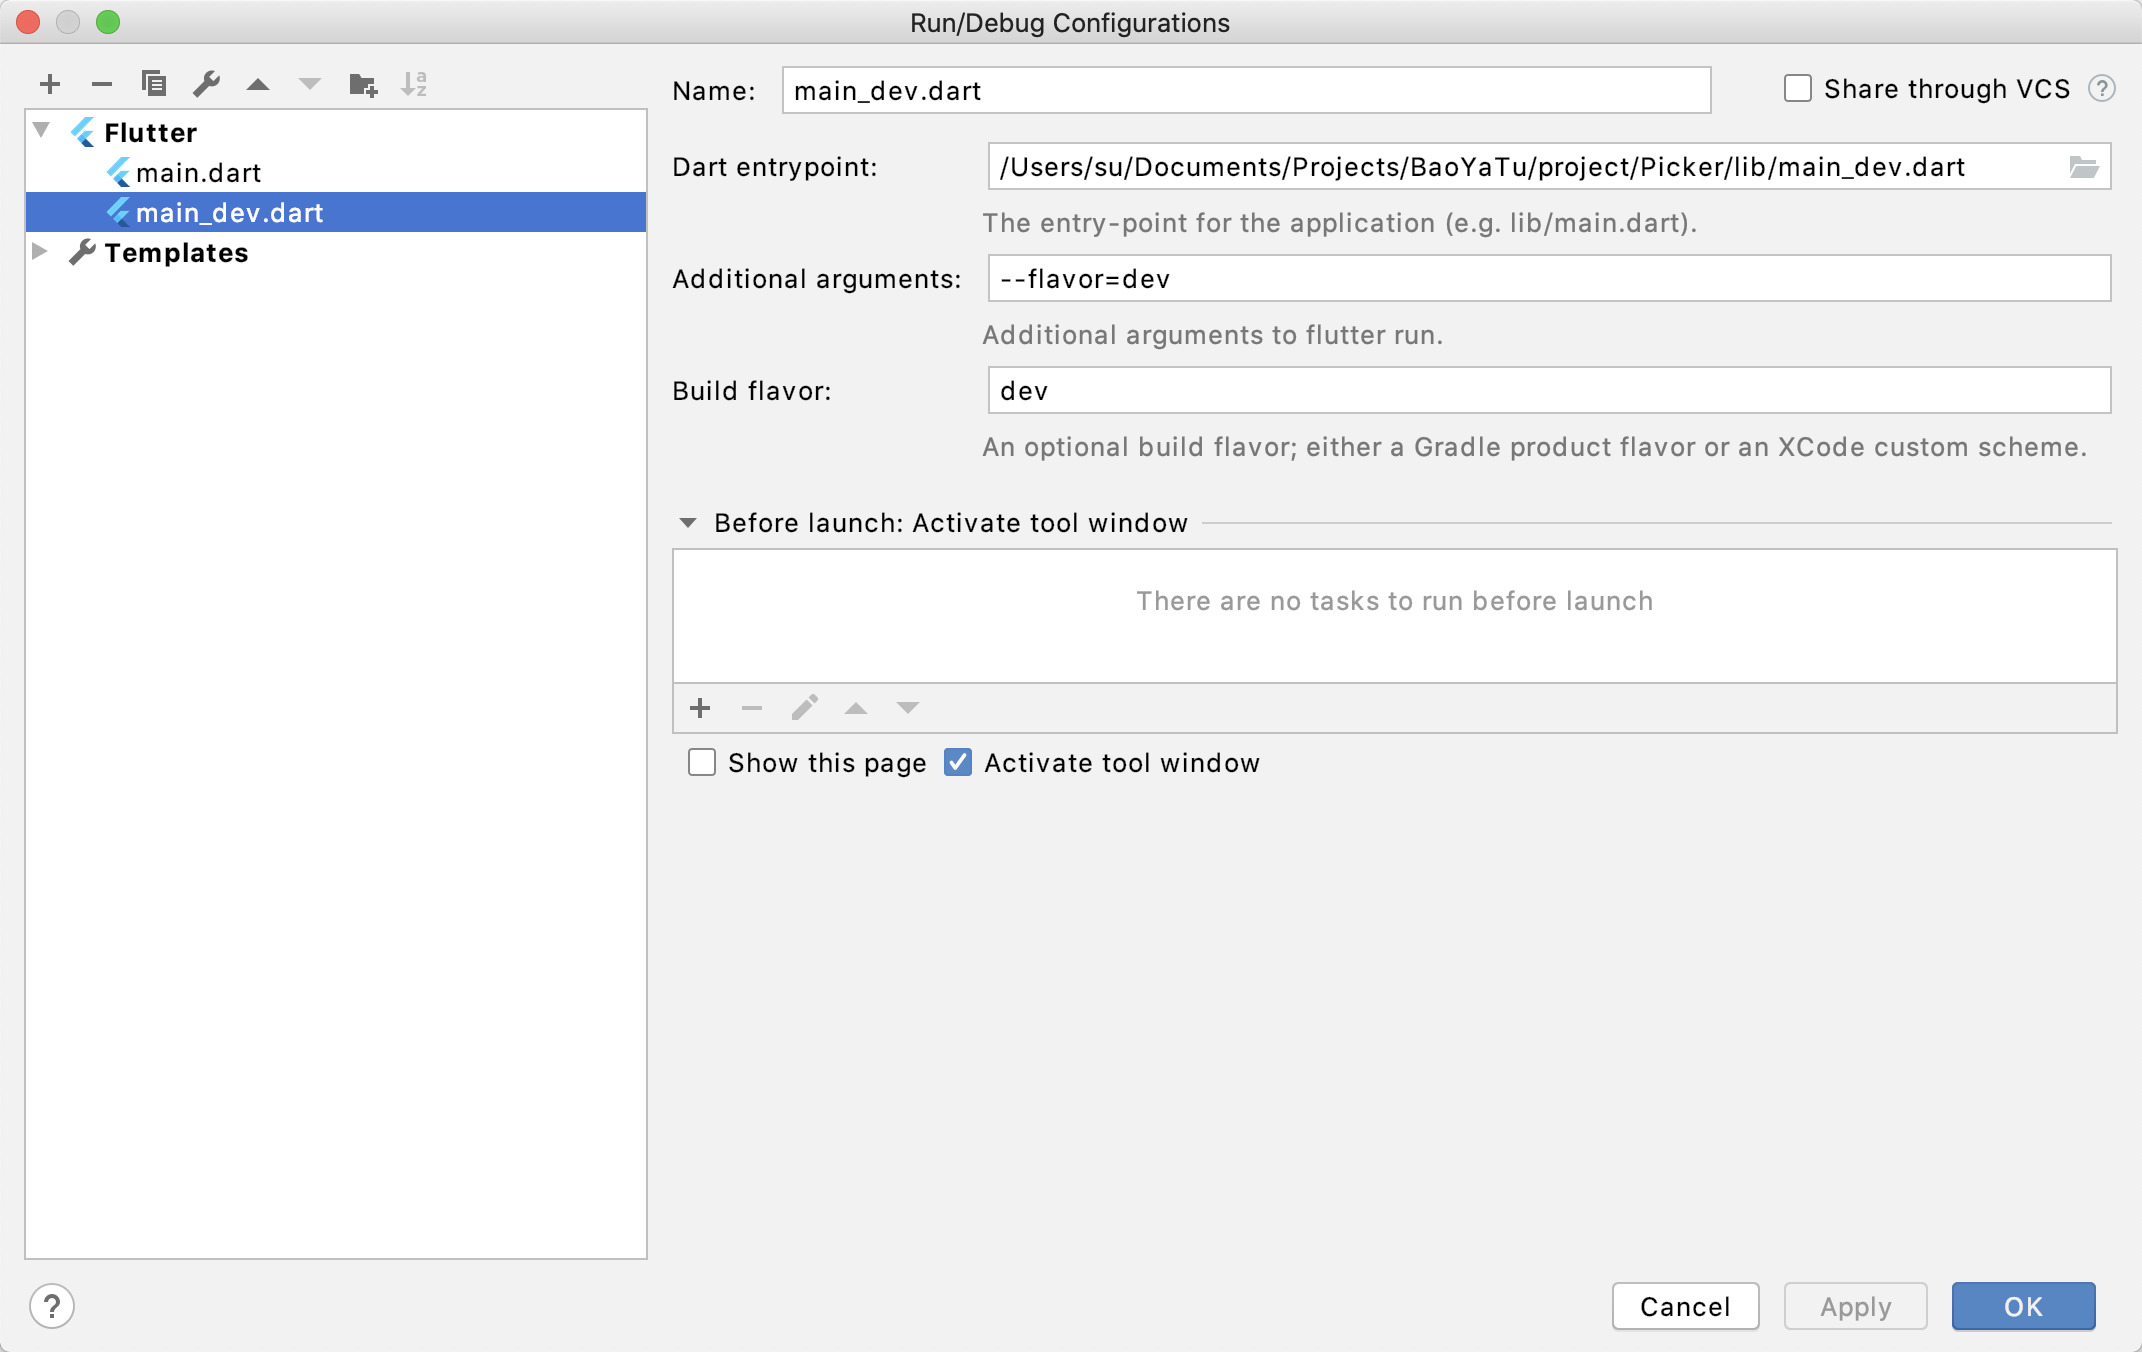 Run/Debug Configurations
Name: main_dev.dart
Share through VCS ?
Flutter
main.dart
main_dev.dart
Templates
Dart entrypoint: /Users/su/Documents/Projects/BaoYaTu/project/Picker/lib/main_dev.dart
The entry-point for the application (e.g. lib/main.dart).
Additional arguments: --flavor=dev
Additional arguments to flutter run.
Build flavor: dev
An optional build flavor; either a Gradle product flavor or an XCode custom scheme.
Before launch: Activate tool window
There are no tasks to run before launch
Show this page Activate tool window
? Cancel Apply OK